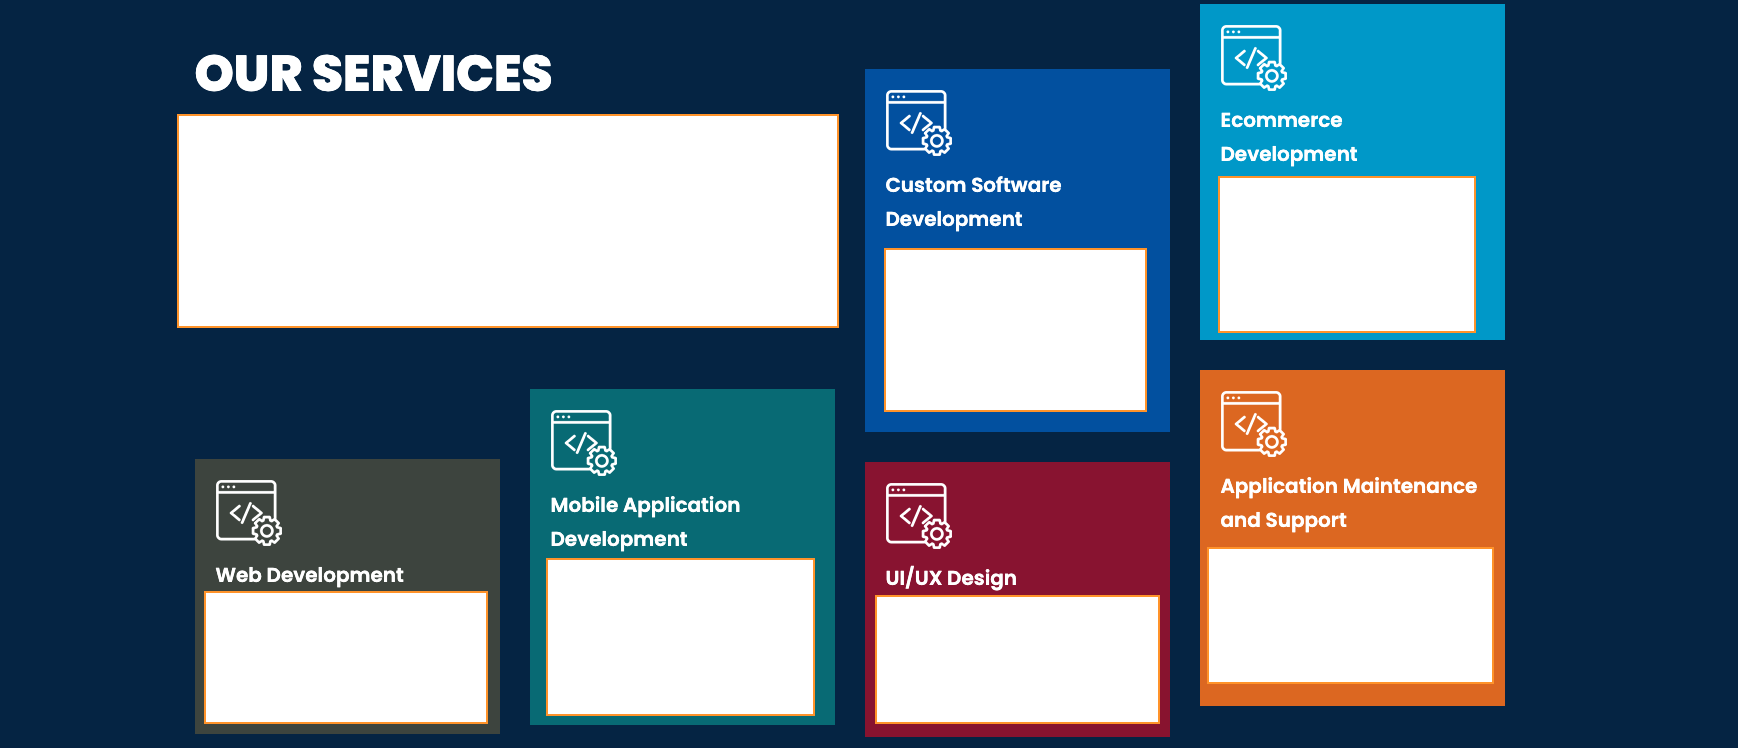 OUR SERVICES
Web Development
Mobile Application
Development
Custom Software
Development
UI/UX Design
Ecommerce
Development
Application Maintenance
and Support